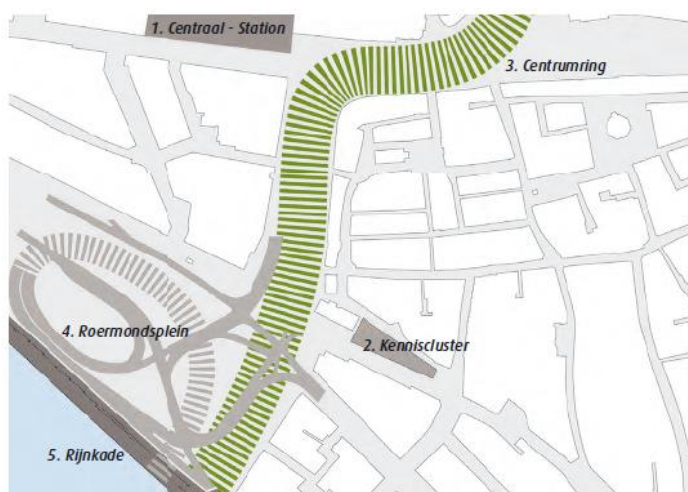 1. Centraal - Station
3. Centrumring
4. Roermondsplein
2. Kenniscluster
5. Rijnkade